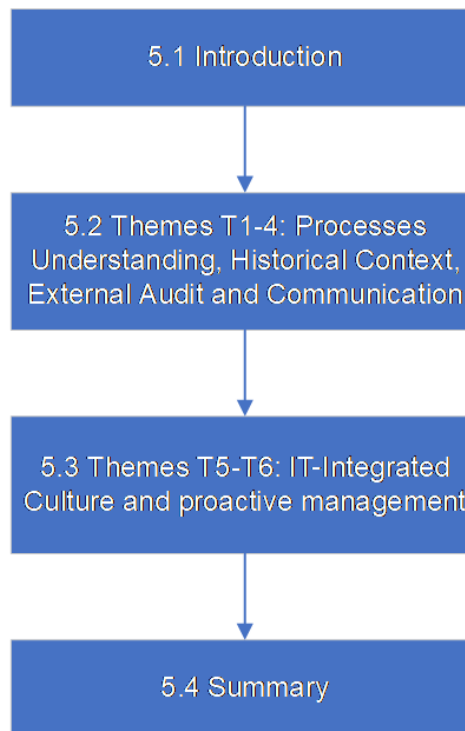 5.1 Introduction
5.2 Themes T1-4: Processes
Understanding, Historical Context,
External Audit and Communication
5.3 Themes T5-T6: IT-Integrated
Culture and proactive management
5.4 Summary